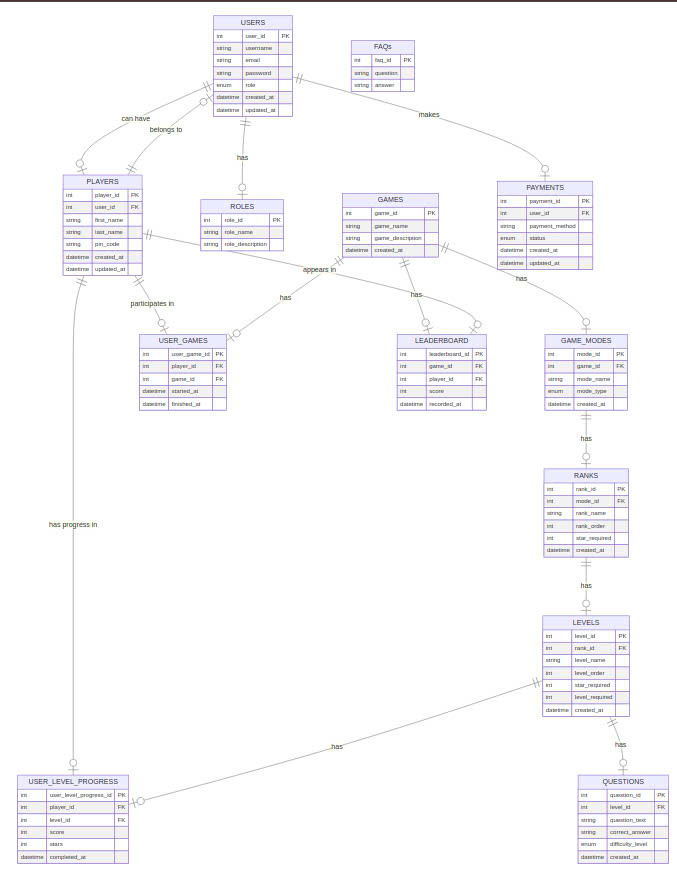 USERS
int user_id PK
string username
string email
string password
enum role
datetime created_at
datetime updated_at
FAQs
int faq_id PK
string question
string answer
can have
belongs to
has
makes
PLAYERS
int player_id PK
int user_id FK
string first_name
string last_name
string pin_code
datetime created_at
datetime updated_at
ROLES
int role_id PK
string role_name
string role_description
GAMES
int game_id PK
string game_name
string game_description
datetime created_at
PAYMENTS
int payment_id PK
int user_id FK
string payment_method
enum status
datetime created_at
datetime updated_at
appears in
has
participates in
has
has
USER_GAMES
int user_game_id PK
int player_id FK
int game_id FK
datetime started_at
datetime finished_at
LEADERBOARD
int leaderboard_id PK
int game_id FK
int player_id FK
int score
datetime recorded_at
GAME_MODES
int mode_id PK
int game_id FK
string mode_name
enum mode_type
datetime created_at
has
RANKS
int rank_id PK
int mode_id FK
string rank_name
int rank_order
int star_required
datetime created_at
has progress in
has
LEVELS
int level_id PK
int rank_id FK
string level_name
int level_order
int star_required
int level_required
datetime created_at
has
has
USER_LEVEL_PROGRESS
int user_level_progress_id PK
int player_id FK
int level_id FK
int score
int stars
datetime completed_at
QUESTIONS
int question_id PK
int level_id FK
string question_text
string correct_answer
enum difficulty_level
datetime created_at